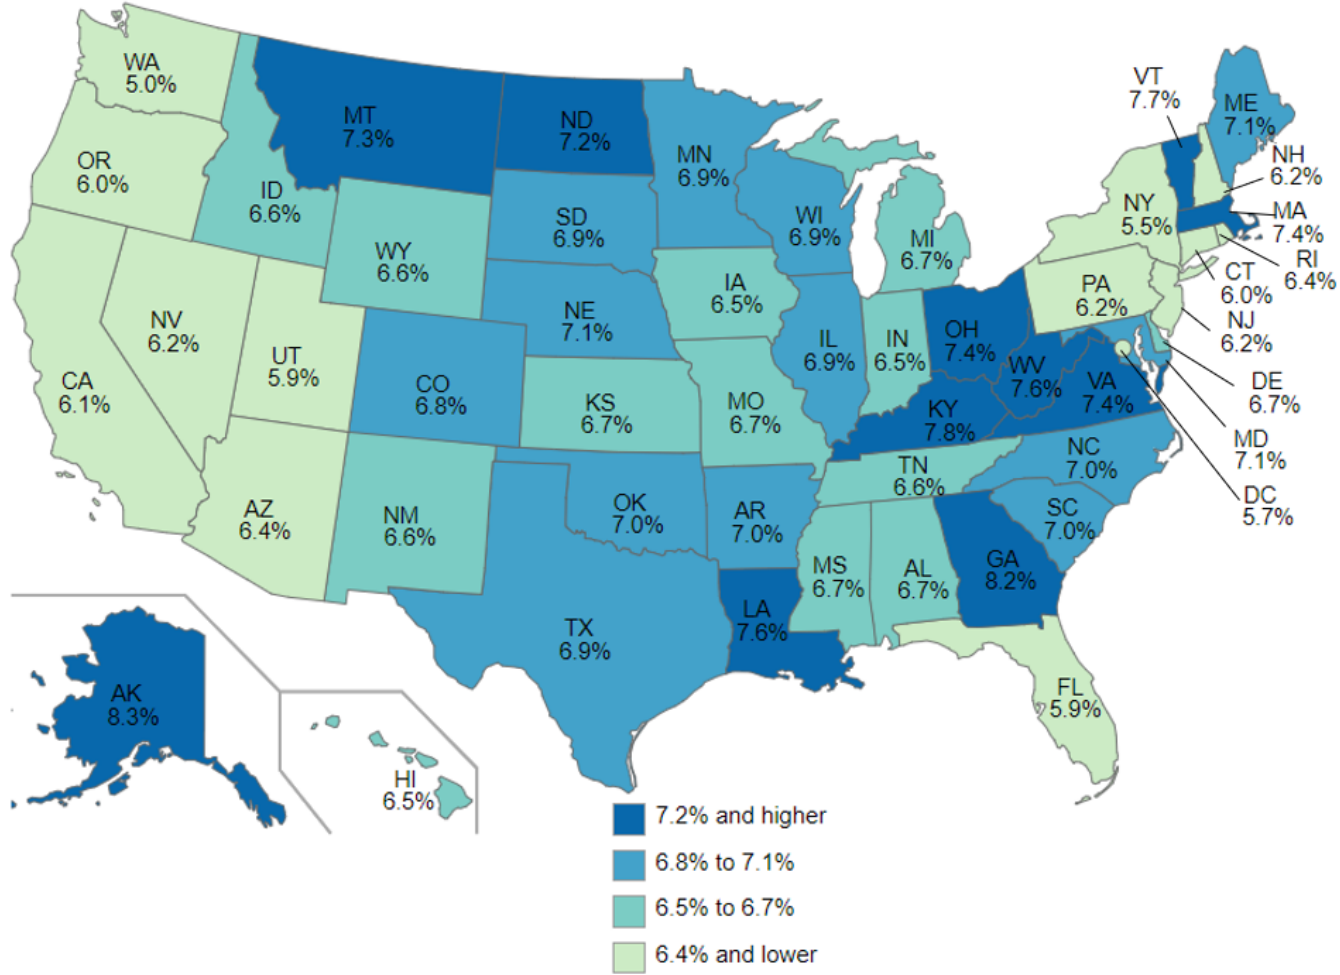 WA
5.0%
MT
7.3%
ND
7.2%
MN
6.9%
VT
7.7%
ME
7.1%
NH
6.2%
OR
6.0%
ID
6.6%
SD
6.9%
WI
6.9%
MI
6.7%
NY
5.5%
MA
7.4%
RI
6.4%
CT
6.0%
WY
6.6%
IA
6.5%
PA
6.2%
NJ
6.2%
NV
6.2%
UT
5.9%
NE
7.1%
IL
6.9%
IN
6.5%
OH
7.4%
WV
7.6%
VA
7.4%
DE
6.7%
CA
6.1%
CO
6.8%
KS
6.7%
MO
6.7%
KY
7.8%
MD
7.1%
DC
5.7%
AZ
6.4%
NM
6.6%
OK
7.0%
AR
7.0%
TN
6.6%
NC
7.0%
SC
7.0%
MS
6.7%
AL
6.7%
GA
8.2%
TX
6.9%
LA
7.6%
FL
5.9%
AK
8.3%
HI
6.5%
7.2% and higher
6.8% to 7.1%
6.5% to 6.7%
6.4% and lower